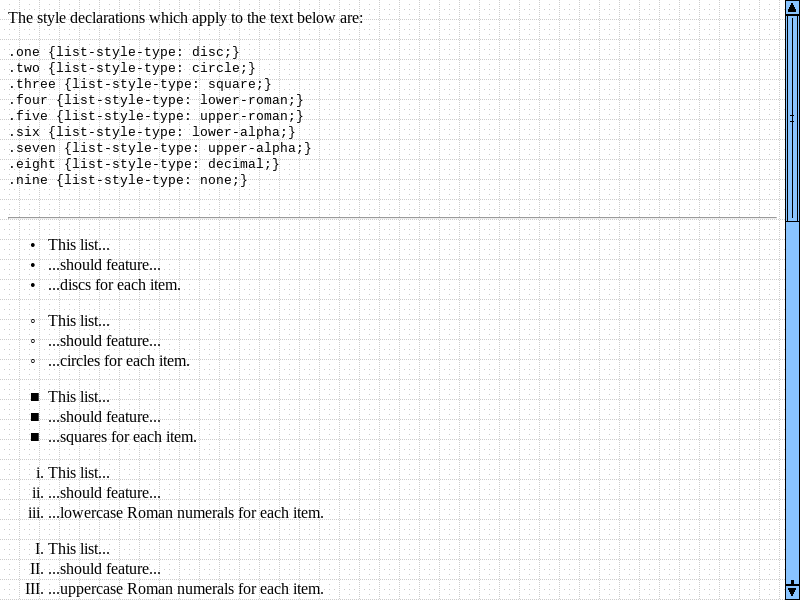 The style declarations which apply to the text below are:
.one {list-style-type: disc;}
.two {list-style-type: circle;}
.three {list-style-type: square;}
.four {list-style-type: lower-roman;}
.five {list-style-type: upper-roman;}
.six {list-style-type: lower-alpha;}
.seven {list-style-type: upper-alpha;}
.eight {list-style-type: decimal;}
.nine {list-style-type: none;}
• This list...
• ...should feature...
• ...discs for each item.
◦ This list...
◦ ...should feature...
◦ ...circles for each item.
■ This list...
■ ...should feature...
■ ...squares for each item.
i. This list...
ii. ...should feature...
iii. ...lowercase Roman numerals for each item.
I. This list...
II. ...should feature...
III. ...uppercase Roman numerals for each item.